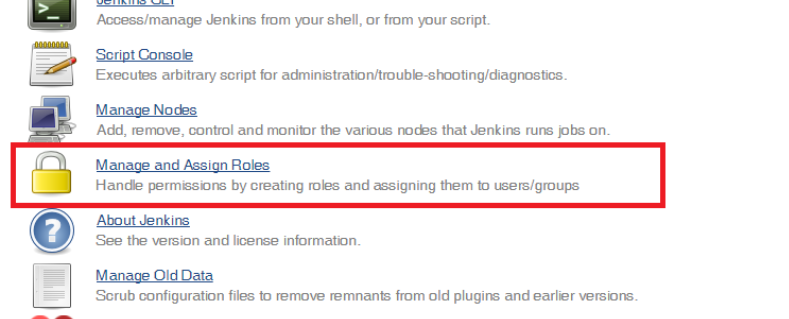 Jenkins CLI
Access/manage Jenkins from your shell, or from your script.
Script Console
Executes arbitrary script for administration/trouble-shooting/diagnostics.
Manage Nodes
Add, remove, control and monitor the various nodes that Jenkins runs jobs on.
Manage and Assign Roles
Handle permissions by creating roles and assigning them to users/groups
About Jenkins
See the version and license information.
Manage Old Data
Scrub configuration files to remove remnants from old plugins and earlier versions.